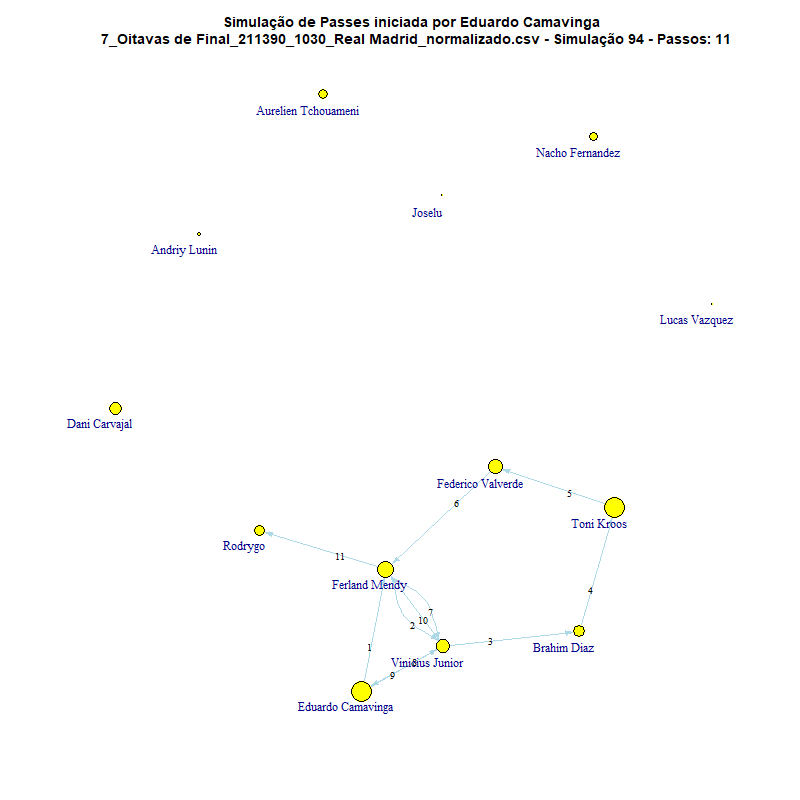 Simulação de Passes iniciada por Eduardo Camavinga
7_Oitavas de Final_211390_1030_Real Madrid_normalizado.csv - Simulação 94 - Passos: 11
Aurelien Tchouameni
Nacho Fernandez
Joselu
Andriy Lunin
Lucas Vazquez
Dani Carvajal
Federico Valverde
5
6
Toni Kroos
Rodrygo
11
Ferland Mendy
4
7
10
2
3
1
Brahim Diaz
Vinicius Junior
9
Eduardo Camavinga